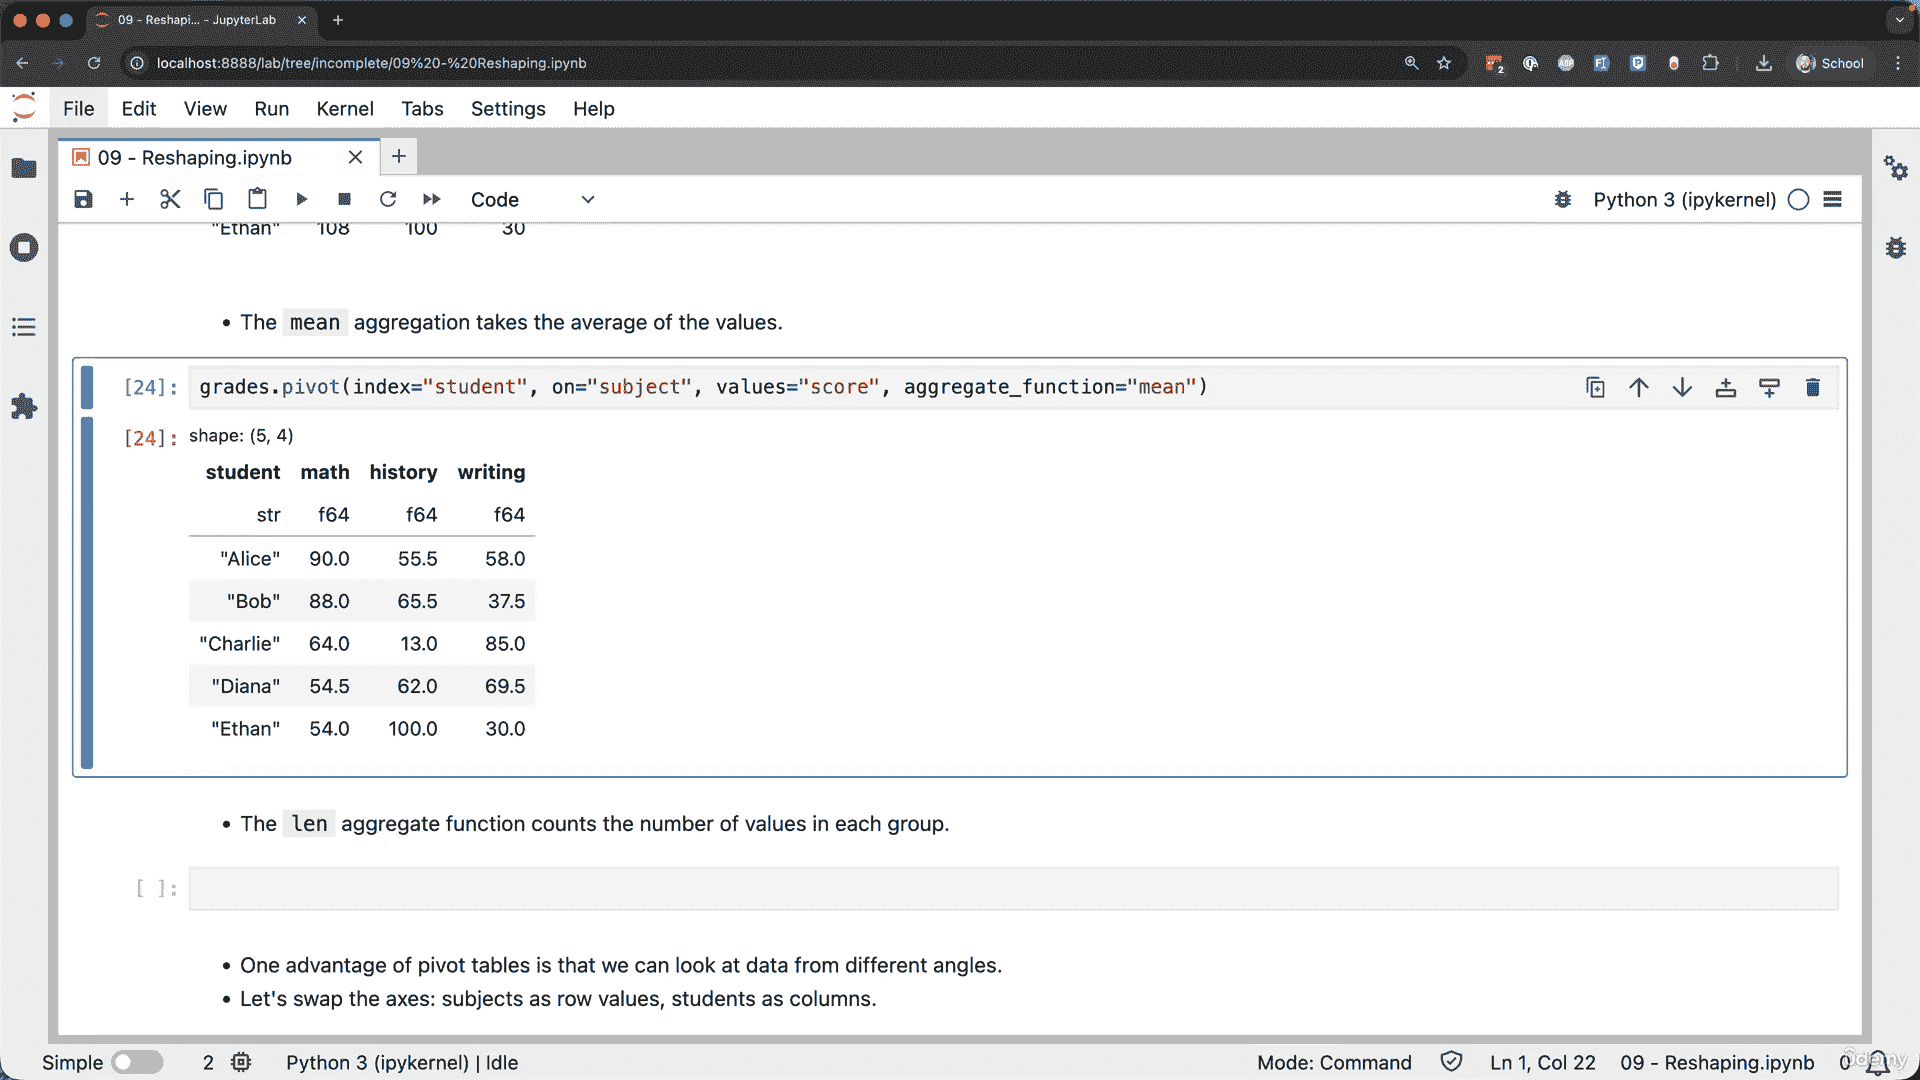 09 - Reshapi... - JupyterLab
localhost:8888/lab/tree/incomplete/09%20-%20Reshaping.ipynb
2
School
File Edit View Run Kernel Tabs Settings Help
09 - Reshaping.ipynb
Code
Python 3 (ipykernel)
"Ethan" 108 100 30
• The mean aggregation takes the average of the values.
[24]: grades.pivot(index="student", on="subject", values="score", aggregate_function="mean")
[24]: shape: (5, 4)
student math history writing
str f64 f64 f64
"Alice" 90.0 55.5 58.0
"Bob" 88.0 65.5 37.5
"Charlie" 64.0 13.0 85.0
"Diana" 54.5 62.0 69.5
"Ethan" 54.0 100.0 30.0
• The len aggregate function counts the number of values in each group.
[ ]:
• One advantage of pivot tables is that we can look at data from different angles.
• Let's swap the axes: subjects as row values, students as columns.
Simple 2 Python 3 (ipykernel) | Idle Mode: Command Ln 1, Col 22 09 - Reshaping.ipynb 0
udemy